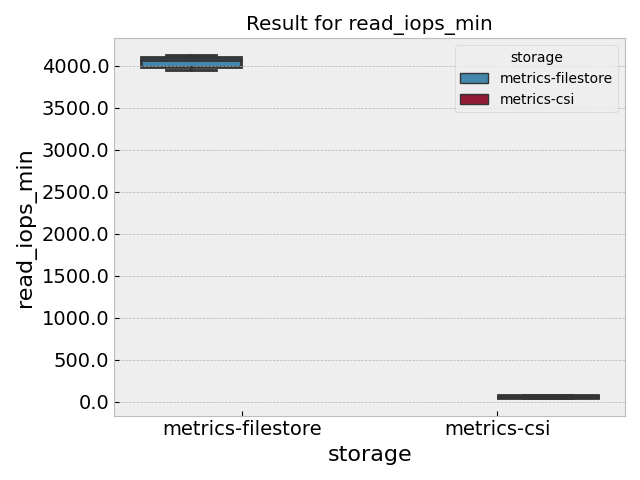 Result for read_iops_min
storage
metrics-filestore
metrics-csi
4000.0
3500.0
3000.0
2500.0
2000.0
1500.0
1000.0
500.0
0.0
read_iops_min
metrics-filestore
metrics-csi
storage